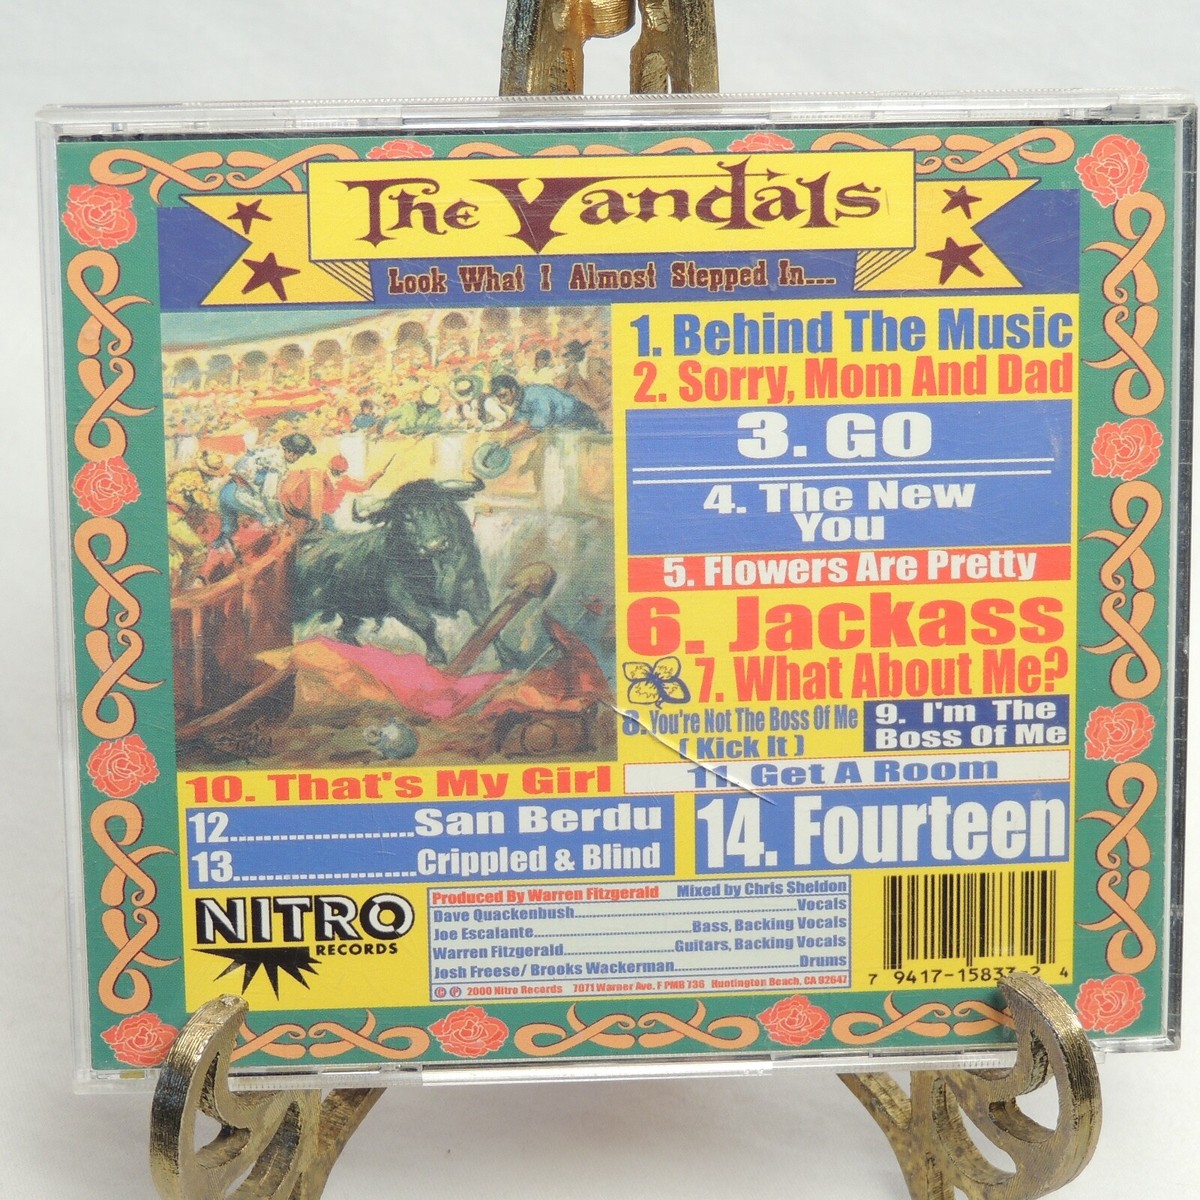 The Vandals
Look What I Almost Stepped In...
1. Behind The Music
2. Sorry, Mom And Dad
3. GO
4. The New
You
5. Flowers Are Pretty
6. Jackass
7. What About Me?
8. You're Not The Boss Of Me
( Kick It )
9. I'm The
Boss Of Me
10. That's My Girl
11. Get A Room
12......................San Berdu
13......................Crippled & Blind
14. Fourteen
NITRO
RECORDS
Produced By Warren Fitzgerald Mixed by Chris Sheldon
Dave Quackenbush......Vocals
Joe Escalante......Bass, Backing Vocals
Warren Fitzgerald......Guitars, Backing Vocals
Josh Freese/ Brooks Wackerman......Drums
© ℗ 2000 Nitro Records 7071 Warner Ave. F PMB 736 Huntington Beach, CA 92647
7 9417-15833-2 4